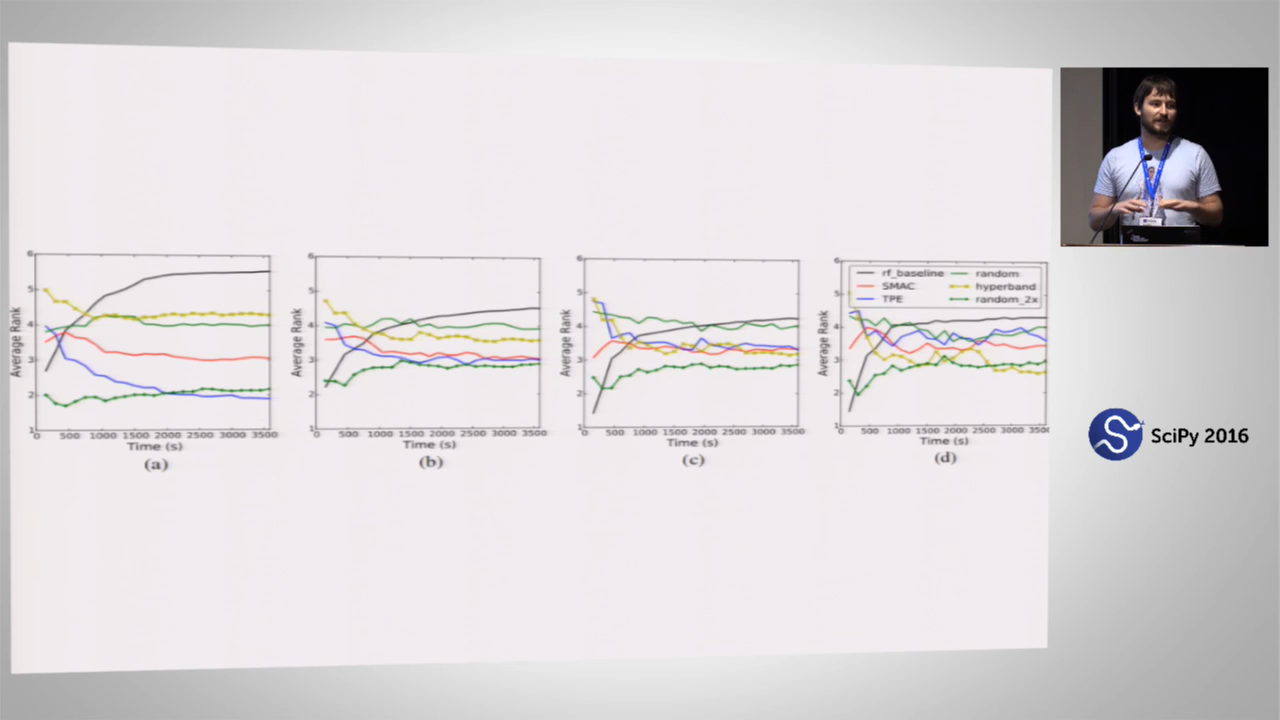 6
5
4
3
2
1
Average Rank
0 500 1000 1500 2000 2500 3000 3500
Time (s)
(a)
6
5
4
3
2
1
Average Rank
0 500 1000 1500 2000 2500 3000 3500
Time (s)
(b)
6
5
4
3
2
1
Average Rank
0 500 1000 1500 2000 2500 3000 3500
Time (s)
(c)
6
5
4
3
2
1
Average Rank
rf_baseline random
SMAC hyperband
TPE random_2x
0 500 1000 1500 2000 2500 3000 3500
Time (s)
(d)
SciPy 2016